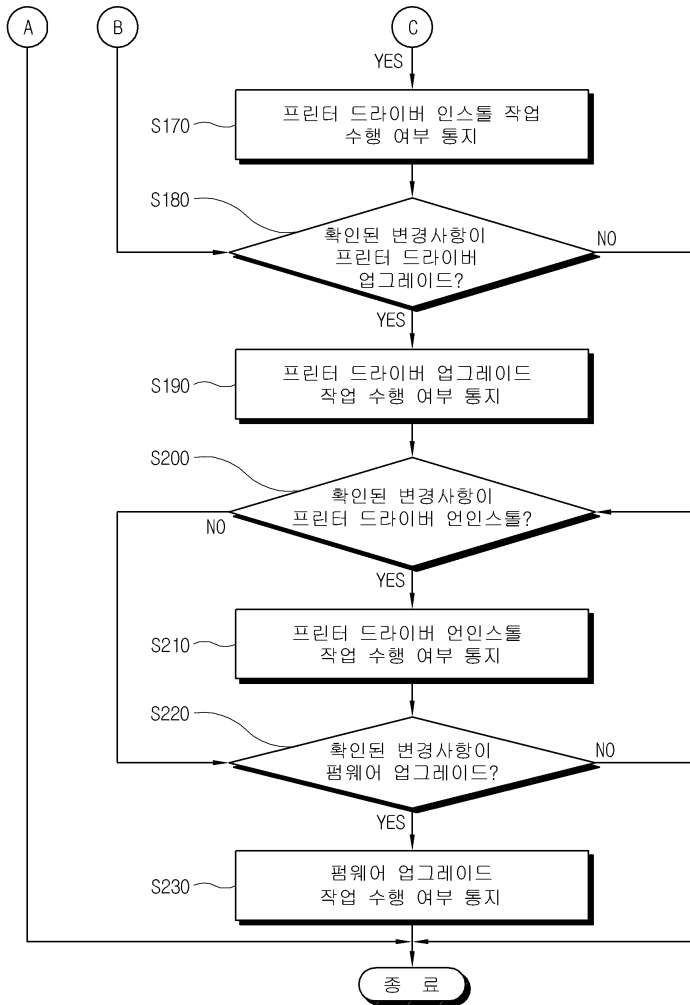 A
B
C
YES
S170
프린터 드라이버 인스톨 작업
수행 여부 통지
S180
확인된 변경사항이
프린터 드라이버
업그레이드?
NO
YES
S190
프린터 드라이버 업그레이드
작업 수행 여부 통지
S200
확인된 변경사항이
프린터 드라이버 언인스톨?
NO
YES
S210
프린터 드라이버 언인스톨
작업 수행 여부 통지
S220
확인된 변경사항이
펌웨어 업그레이드?
NO
YES
S230
펌웨어 업그레이드
작업 수행 여부 통지
종 료